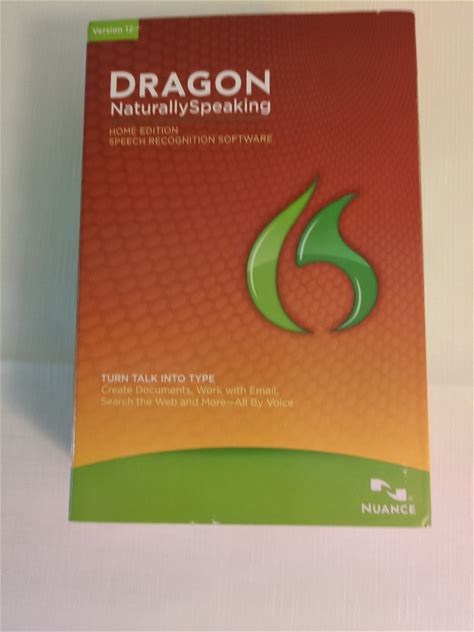 Version 12
DRAGON
NaturallySpeaking
HOME EDITION
SPEECH RECOGNITION SOFTWARE
TURN TALK INTO TYPE
Create Documents, Work with Email,
Search the Web and More—All By Voice
NUANCE